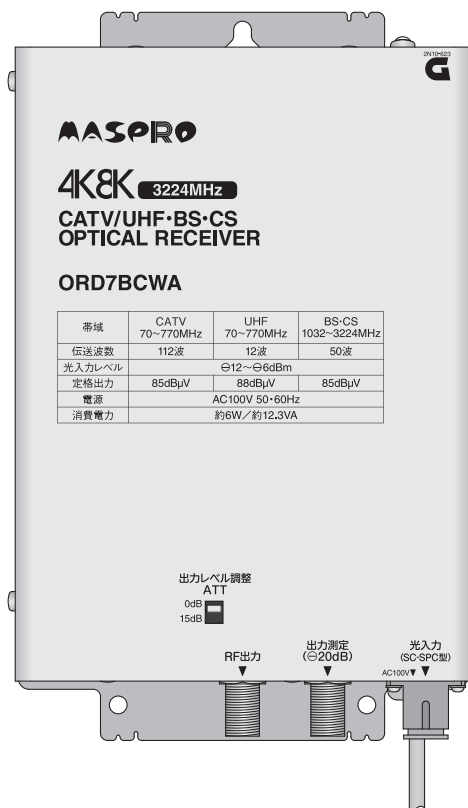 2N10-623
G
MASPRO
4K8K 3224MHz
CATV/UHF・BS・CS
OPTICAL RECEIVER
ORD7BCWA
帯域 CATV 70~770MHz UHF 70~770MHz BS・CS 1032~3224MHz
伝送波数 112波 12波 50波
光入力レベル ⊖12~⊖6dBm
定格出力 85dBμV 88dBμV 85dBμV
電源 AC100V 50・60Hz
消費電力 約6W/約12.3VA
出力レベル調整
ATT
0dB
15dB
RF出力
出力測定
(⊖20dB)
光入力
(SC・SPC型)
AC100V▼ ▼